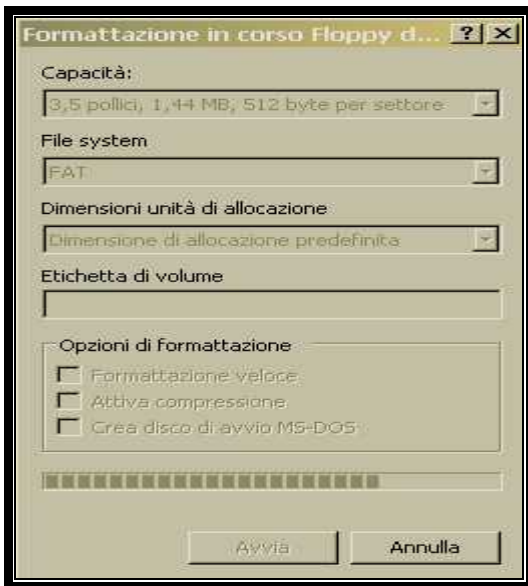 Formattazione in corso Floppy d...
Capacità:
3,5 pollici, 1,44 MB, 512 byte per settore
File system
FAT
Dimensioni unità di allocazione
Dimensione di allocazione predefinita
Etichetta di volume
Opzioni di formattazione
Formattazione veloce
Attiva compressione
Crea disco di avvio MS-DOS
Avvia Annulla